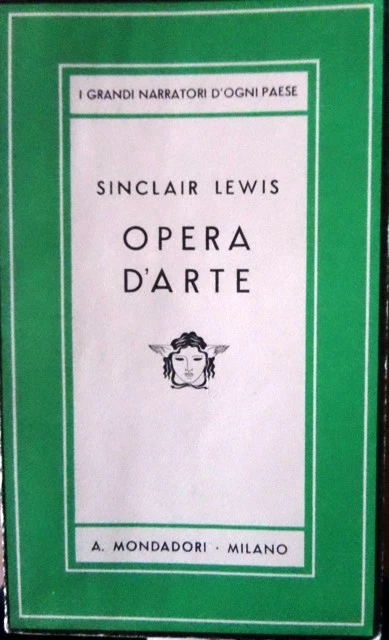 I GRANDI NARRATORI D'OGNI PAESE
SINCLAIR LEWIS
OPERA
D'ARTE
A. MONDADORI · MILANO